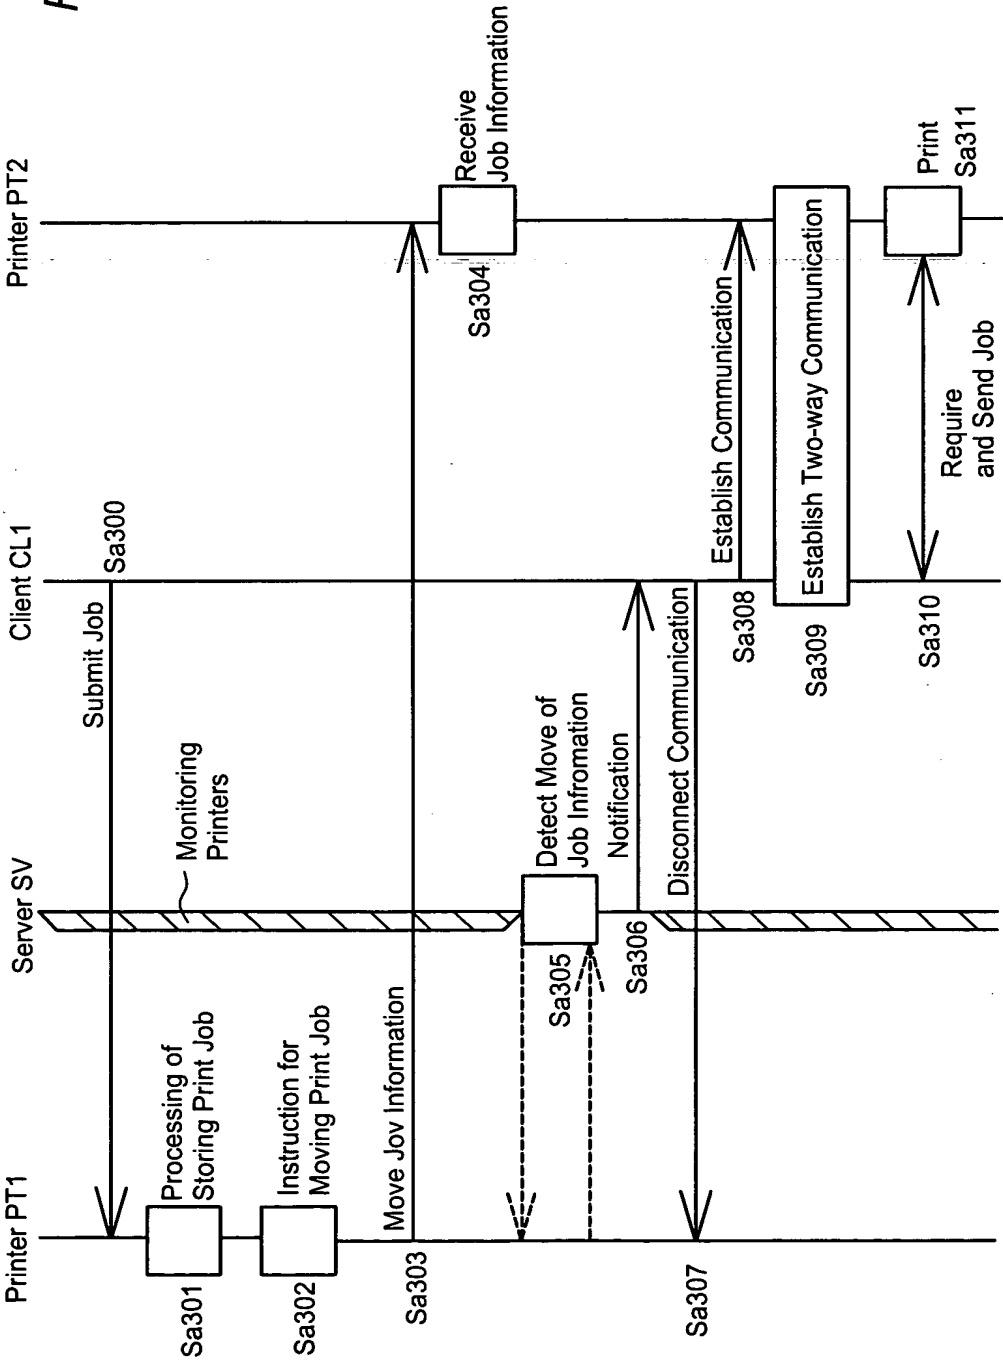 Printer PT1
Server SV
Client CL1
Printer PT2
Submit Job
Sa300
Monitoring
Printers
Sa301
Processing of
Storing Print Job
Sa302
Instruction for
Moving Print Job
Sa303
Move Jov Information
Sa304
Receive
Job Information
Sa305
Detect Move of
Job Infromation
Sa306
Notification
Sa307
Disconnect Communication
Sa308
Establish Communication
Sa309
Establish Two-way Communication
Sa310
Require
and Send Job
Print
Sa311